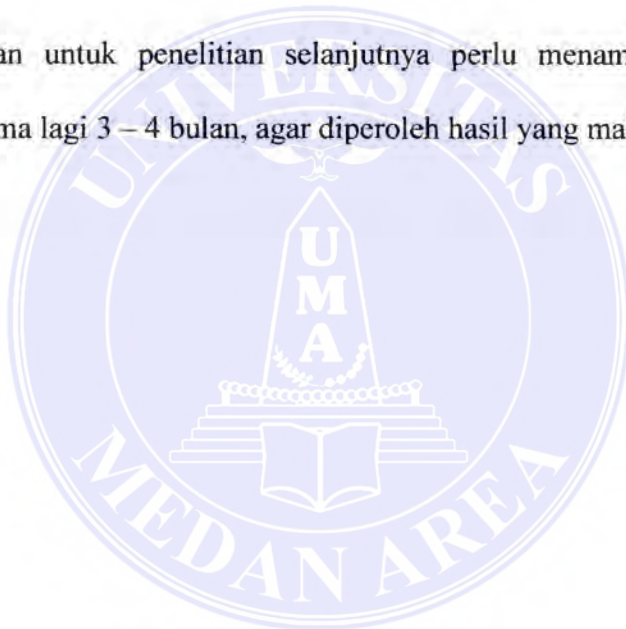 an untuk penelitian selanjutnya perlu menam
ma lagi 3 – 4 bulan, agar diperoleh hasil yang ma
UNIVERSITAS
UMA
MEDAN AREA